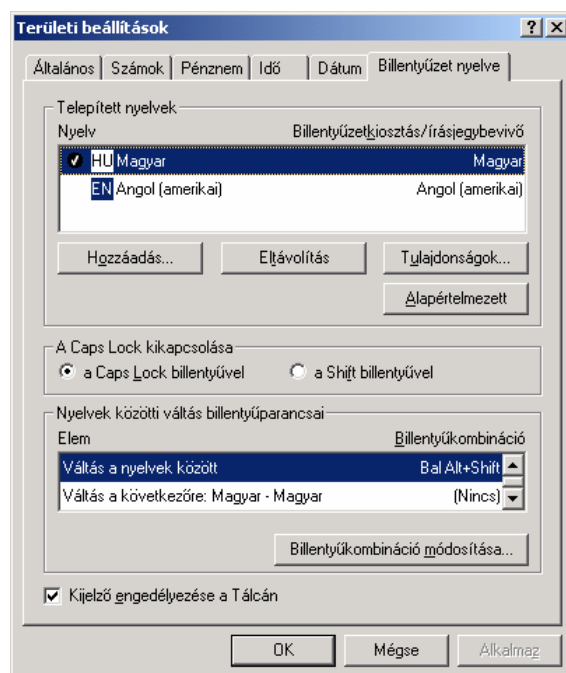 Területi beállítások
Általános Számok Pénznem Idő Dátum Billentyűzet nyelve
Telepített nyelvek
Nyelv Billentyűzetkiosztás/írásjegybevivő
HU Magyar Magyar
EN Angol (amerikai) Angol (amerikai)
Hozzáadás... Eltávolítás Tulajdonságok...
Alapértelmezett
A Caps Lock kikapcsolása
a Caps Lock billentyűvel a Shift billentyűvel
Nyelvek közötti váltás billentyűparancsai
Elem Billentyűkombináció
Váltás a nyelvek között Bal Alt+Shift
Váltás a következőre: Magyar - Magyar (Nincs)
Billentyűkombináció módosítása...
Kijelző engedélyezése a Tálcán
OK Mégse Alkalmaz